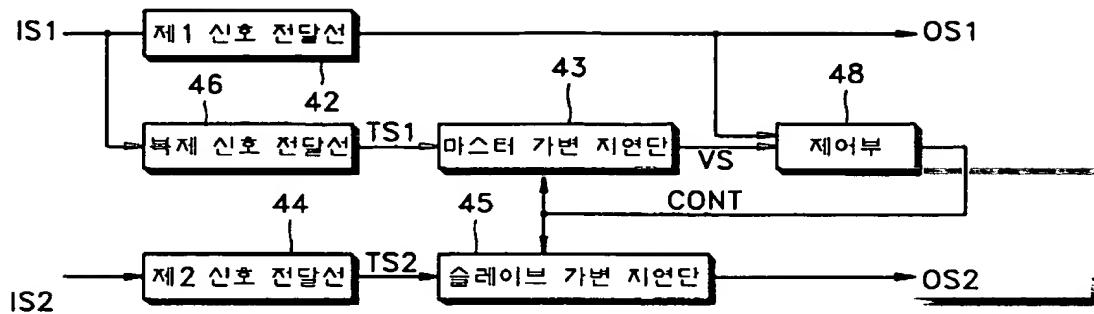 IS1
제1 신호 전달선
OS1
42
46
43
48
복제 신호 전달선
TS1
마스터 가변 지연단
VS
제어부
CONT
44
45
IS2
제2 신호 전달선
TS2
슬레이브 가변 지연단
OS2